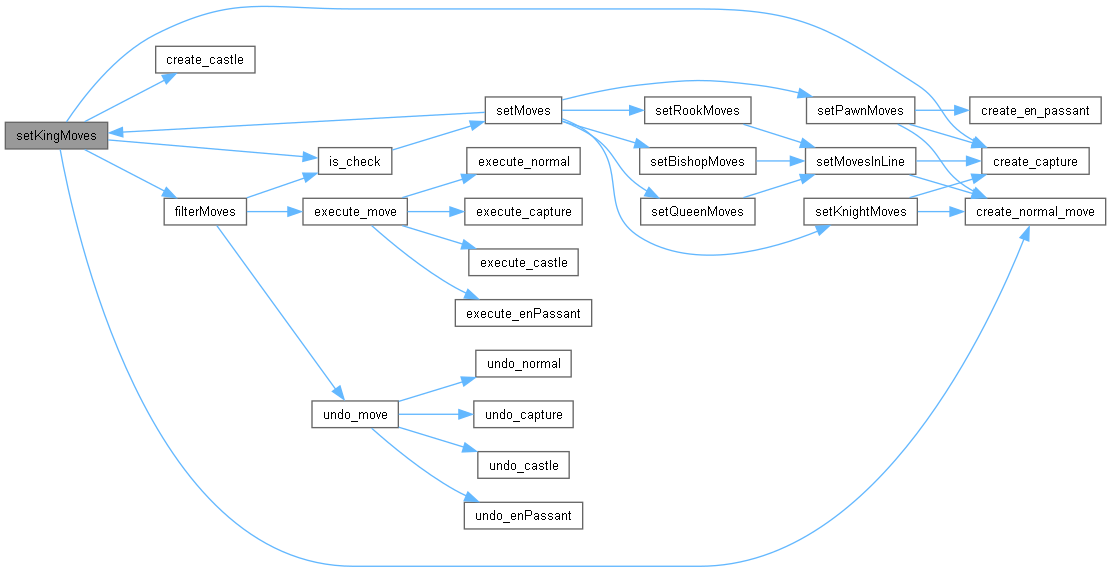 setKingMoves
create_castle
is_check
filterMoves
setMoves
execute_normal
execute_move
execute_capture
execute_castle
execute_enPassant
undo_move
undo_normal
undo_capture
undo_castle
undo_enPassant
setRookMoves
setBishopMoves
setQueenMoves
setPawnMoves
setMovesInLine
setKnightMoves
create_en_passant
create_capture
create_normal_move